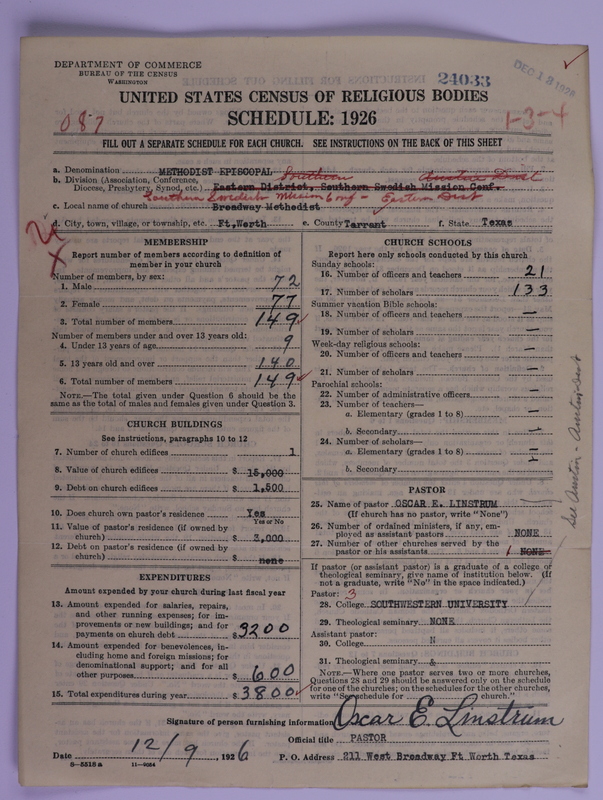 DEPARTMENT OF COMMERCE
BUREAU OF THE CENSUS
WASHINGTON
24033
DEC 18 1926
UNITED STATES CENSUS OF RELIGIOUS BODIES
SCHEDULE: 1926
087
1-3-4
FILL OUT A SEPARATE SCHEDULE FOR EACH CHURCH. SEE INSTRUCTIONS ON THE BACK OF THIS SHEET
a. Denomination METHODIST EPISCOPAL
b. Division (Association, Conference, Southern Austin Dist
Diocese, Presbytery, Synod, etc.) Eastern District, Southern Swedish Mission Conf.
Southern Swedish Mission Conf - Eastern Dist
c. Local name of church Broadway Methodist
d. City, town, village, or township, etc. Ft,Worth e. County Tarrant f. State Texas
MEMBERSHIP
Report number of members according to definition of
member in your church
Number of members, by sex:
1. Male 72
2. Female 77
3. Total number of members 149
Number of members under and over 13 years old:
4. Under 13 years of age 9
5. 13 years old and over 140
6. Total number of members 149
NOTE.—The total given under Question 6 should be the
same as the total of males and females given under Question 3.
CHURCH BUILDINGS
See instructions, paragraphs 10 to 12
7. Number of church edifices 1
8. Value of church edifices $ 15,000
9. Debt on church edifices $ 1,500
10. Does church own pastor's residence? Yes
Yes or No
11. Value of pastor's residence (if owned by
church) $ 2,000
12. Debt on pastor's residence (if owned by
church) $ none
EXPENDITURES
Amount expended by your church during last fiscal year
13. Amount expended for salaries, repairs,
and other running expenses; for im-
provements or new buildings; and for
payments on church debt $ 3200
14. Amount expended for benevolences, in-
cluding home and foreign missions; for
denominational support; and for all
other purposes $ 600
15. Total expenditures during year $ 3800
CHURCH SCHOOLS
Report here only schools conducted by this church
Sunday schools:
16. Number of officers and teachers 21
17. Number of scholars 133
Summer vacation Bible schools:
18. Number of officers and teachers —
19. Number of scholars —
Week-day religious schools:
20. Number of officers and teachers —
21. Number of scholars —
Parochial schools:
22. Number of administrative officers —
23. Number of teachers—
a. Elementary (grades 1 to 8) —
b. Secondary —
24. Number of scholars—
a. Elementary (grades 1 to 8) —
b. Secondary —
See Austin - Austin Dist
PASTOR
25. Name of pastor OSCAR E. LINSTRUM
(If church has no pastor, write "None")
26. Number of ordained ministers, if any, em-
ployed as assistant pastors NONE
27. Number of other churches served by the
pastor or his assistants 1 NONE
If pastor (or assistant pastor) is a graduate of a college or
theological seminary, give name of institution below. (If
not a graduate, write "No" in the space indicated.)
Pastor: 3
28. College SOUTHWESTERN UNIVERSITY
29. Theological seminary NONE
Assistant pastor:
30. College N
31. Theological seminary &
NOTE.—Where one pastor serves two or more churches,
Questions 28 and 29 should be answered only on the schedule
for one of the churches; on the schedules for the other churches,
write "See schedule for ... church."
Signature of person furnishing information Oscar E. Linstrum
Official title PASTOR
Date 12/9, 1926 P. O. Address 211 West Broadway Ft Worth Texas
8-5518 a 11-9064